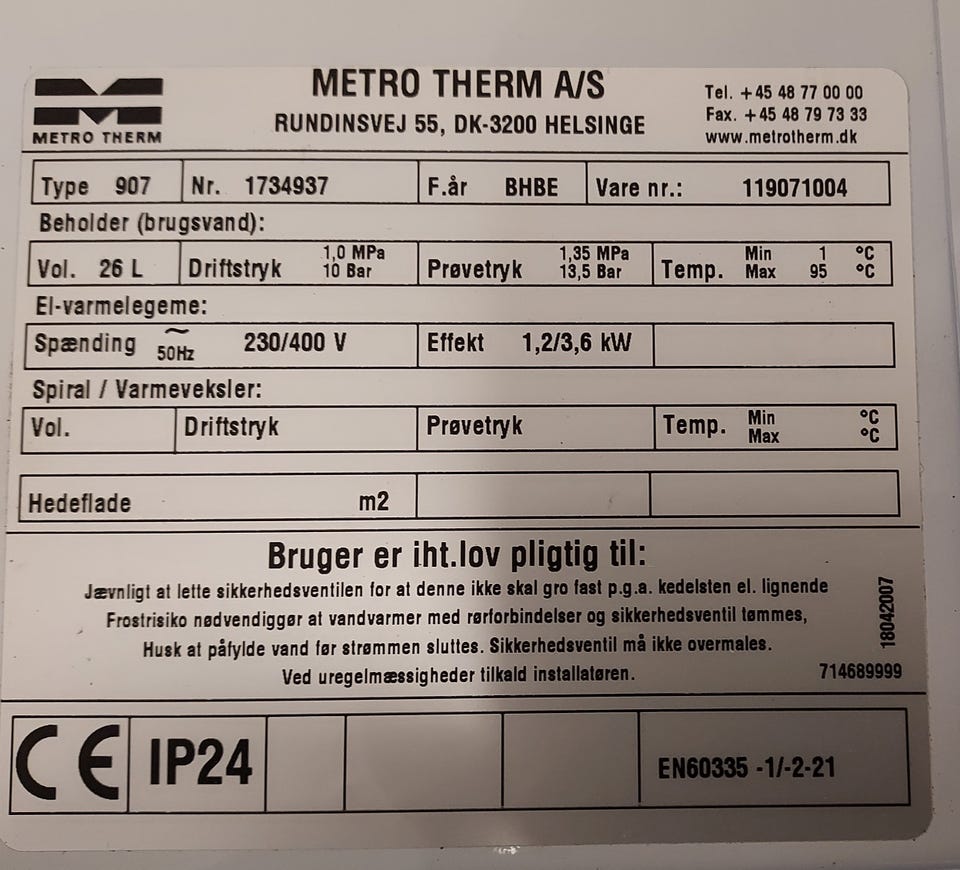 METRO THERM
METRO THERM A/S
RUNDINSVEJ 55, DK-3200 HELSINGE
Tel. +45 48 77 00 00
Fax. +45 48 79 73 33
www.metrotherm.dk
Type 907 Nr. 1734937 F.år BHBE Vare nr.: 119071004
Beholder (brugsvand):
Vol. 26 L Driftstryk 1,0 MPa 10 Bar Prøvetryk 1,35 MPa 13,5 Bar Temp. Min 1 °C Max 95 °C
El-varmelegeme:
Spænding ~ 50Hz 230/400 V Effekt 1,2/3,6 kW
Spiral / Varmeveksler:
Vol. Driftstryk Prøvetryk Temp. Min °C Max °C
Hedeflade m2
Bruger er iht.lov pligtig til:
Jævnligt at lette sikkerhedsventilen for at denne ikke skal gro fast p.g.a. kedelsten el. lignende
Frostrisiko nødvendiggør at vandvarmer med rørforbindelser og sikkerhedsventil tømmes,
Husk at påfylde vand før strømmen sluttes. Sikkerhedsventil må ikke overmales.
Ved uregelmæssigheder tilkald installatøren.
18042007
714689999
CE IP24 EN60335 -1/-2-21